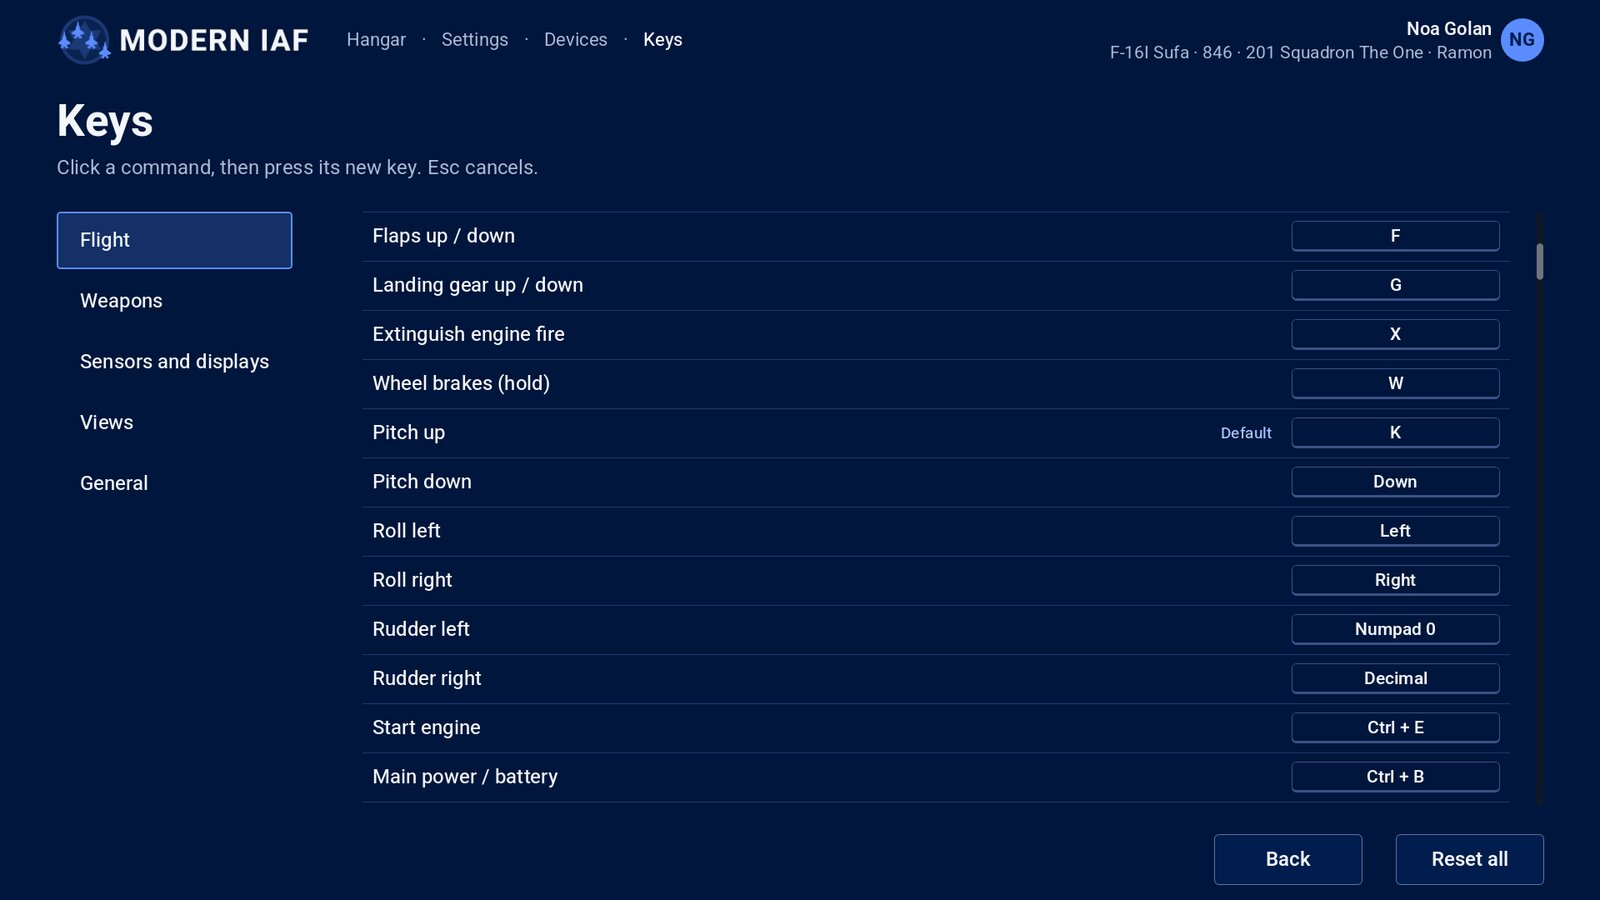 MODERN IAF
Hangar · Settings · Devices · Keys
Noa Golan
F-16I Sufa · 846 · 201 Squadron The One · Ramon
NG
Keys
Click a command, then press its new key. Esc cancels.
Flight
Weapons
Sensors and displays
Views
General
Flaps up / down F
Landing gear up / down G
Extinguish engine fire X
Wheel brakes (hold) W
Pitch up Default K
Pitch down Down
Roll left Left
Roll right Right
Rudder left Numpad 0
Rudder right Decimal
Start engine Ctrl + E
Main power / battery Ctrl + B
Back Reset all